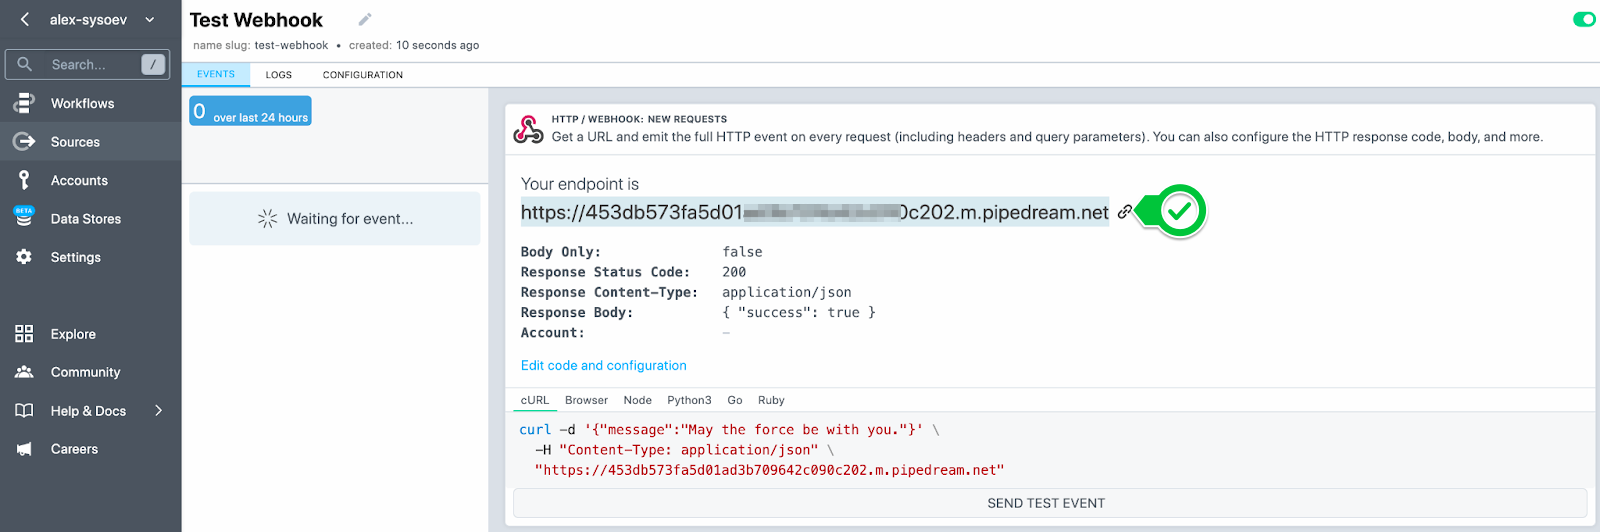 alex-sysoev
Search...
/
Workflows
Sources
Accounts
BETA
Data Stores
Settings
Explore
Community
Help & Docs
Careers
Test Webhook
name slug: test-webhook • created: 10 seconds ago
EVENTS LOGS CONFIGURATION
0 over last 24 hours
Waiting for event...
HTTP / WEBHOOK: NEW REQUESTS
Get a URL and emit the full HTTP event on every request (including headers and query parameters). You can also configure the HTTP response code, body, and more.
Your endpoint is
https://453db573fa5d01 0c202.m.pipedream.net
Body Only: false
Response Status Code: 200
Response Content-Type: application/json
Response Body: { "success": true }
Account: –
Edit code and configuration
cURL Browser Node Python3 Go Ruby
curl -d '{"message":"May the force be with you."}' \
-H "Content-Type: application/json" \
"https://453db573fa5d01ad3b709642c090c202.m.pipedream.net"
SEND TEST EVENT